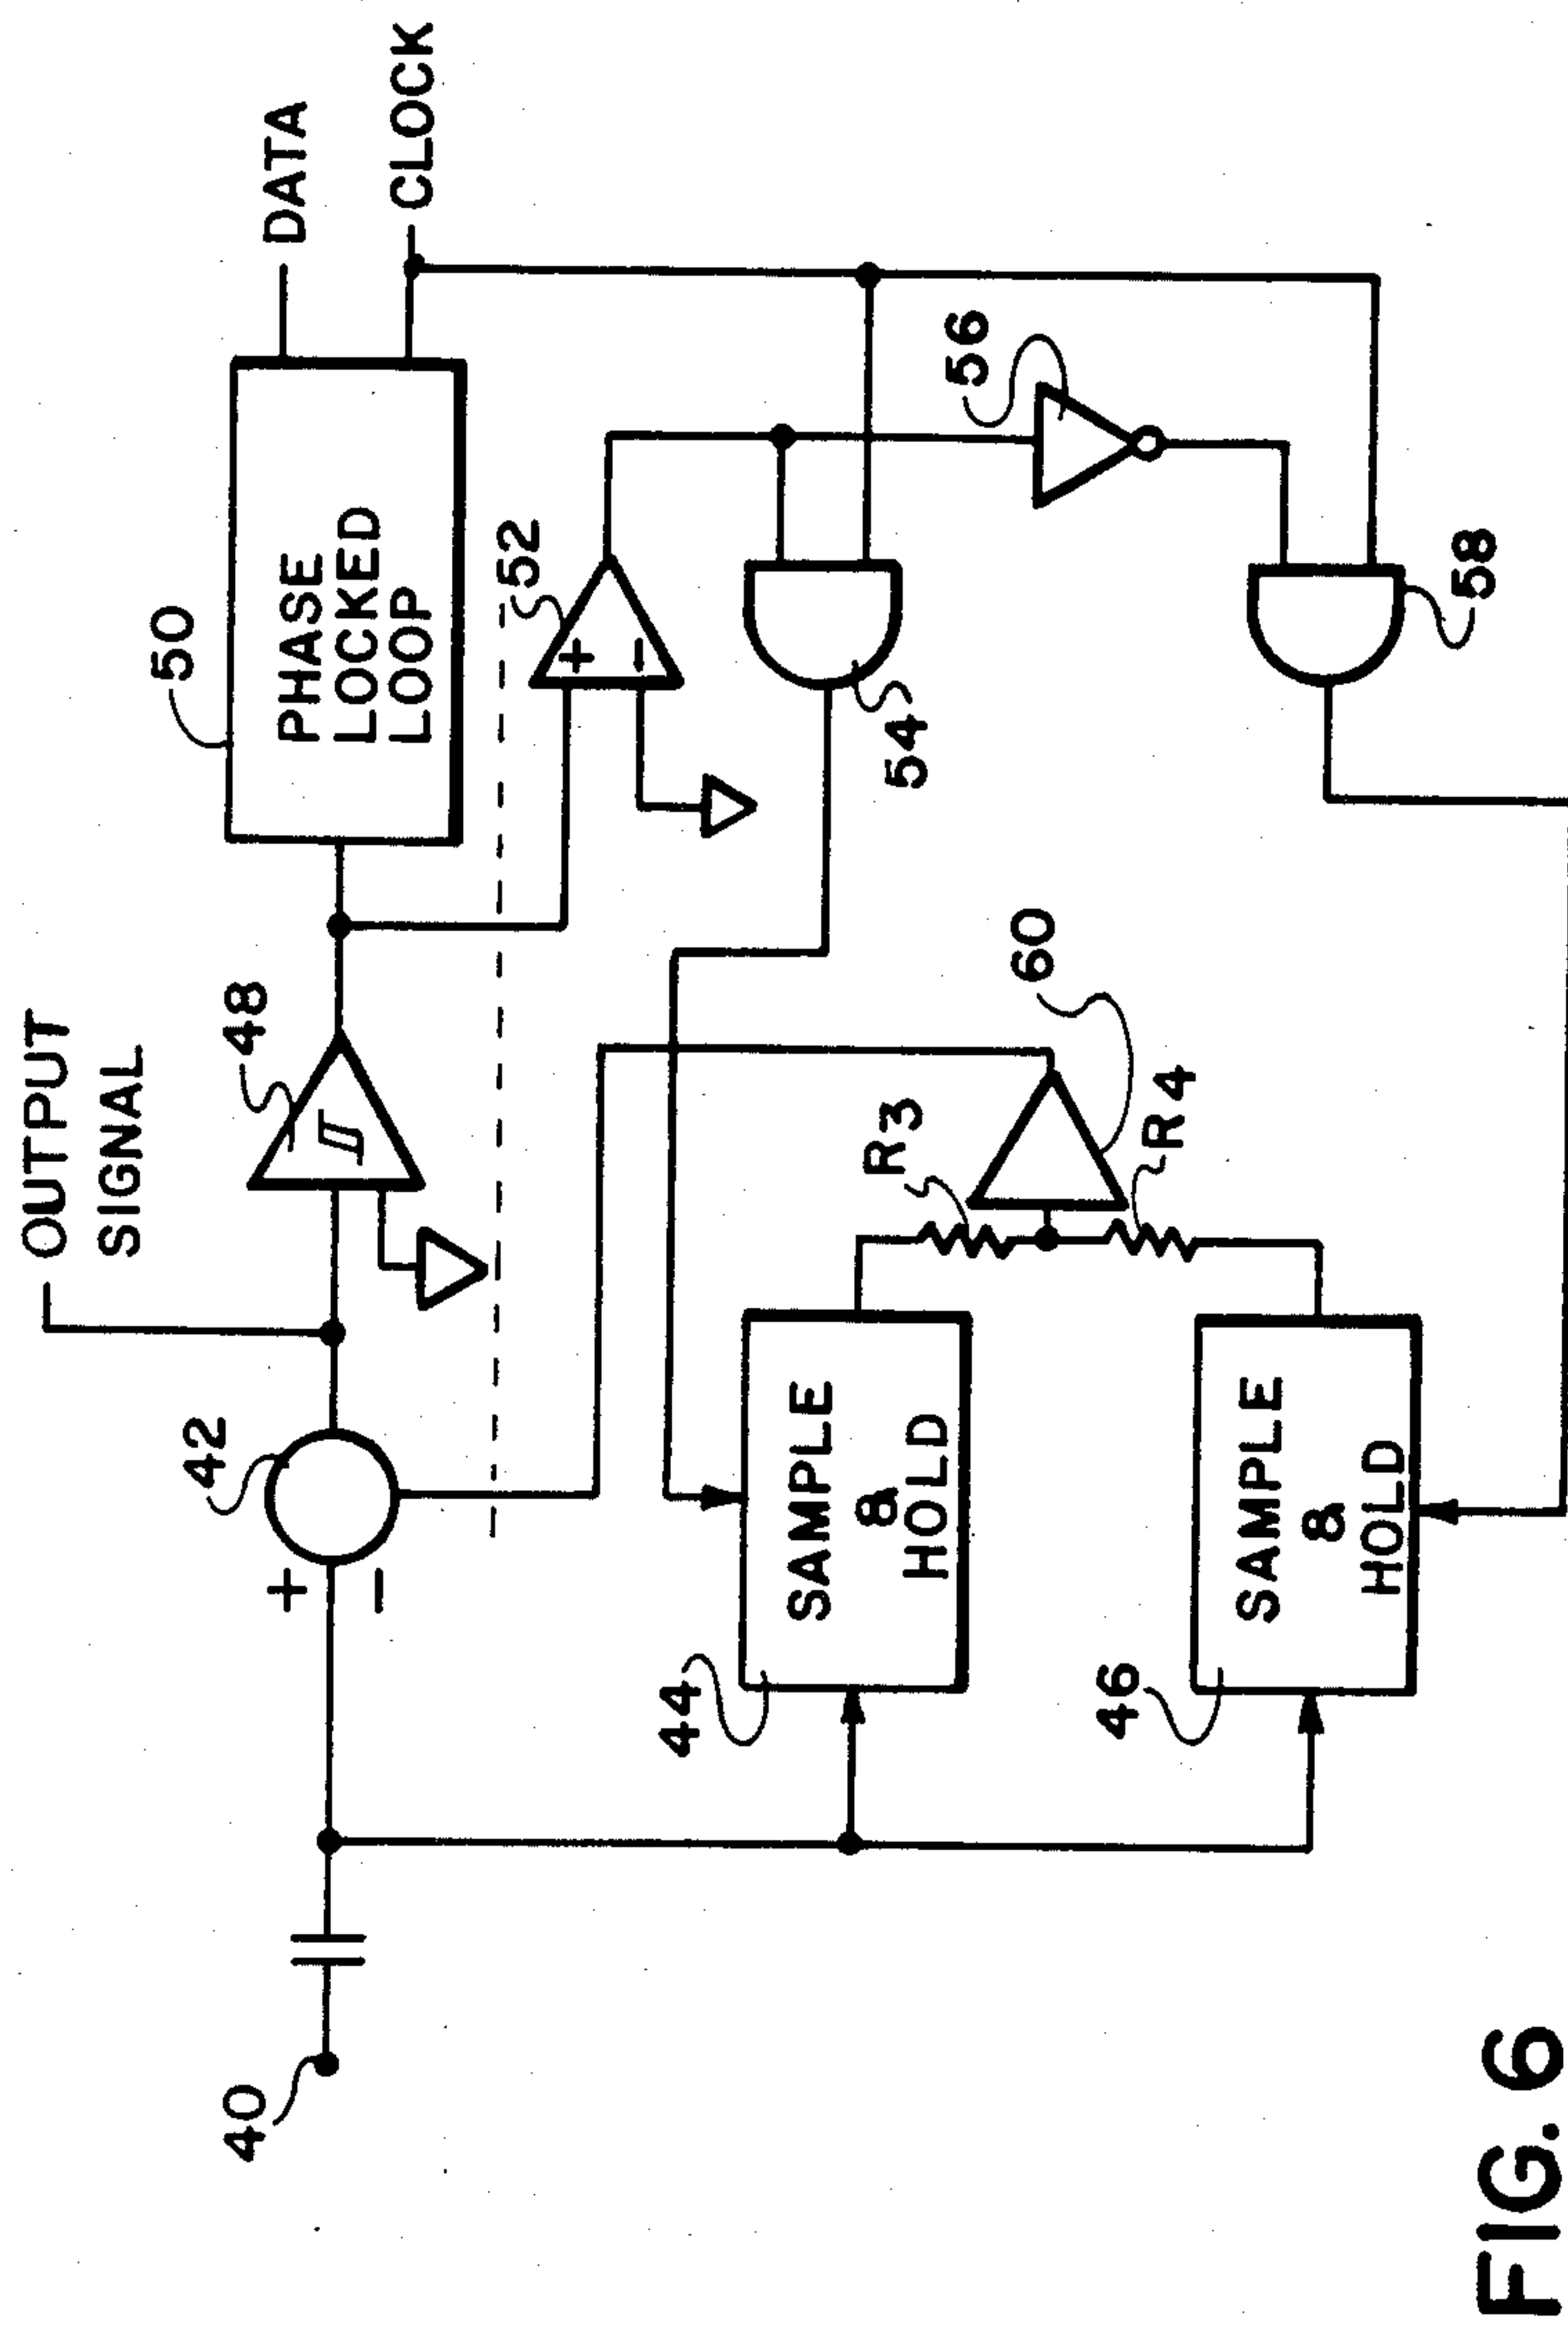 OUTPUT
SIGNAL
DATA
CLOCK
40
42
+
−
48
50
PHASE
LOCKED
LOOP
52
+
−
44
SAMPLE
&
HOLD
R3
60
R4
54
56
46
SAMPLE
&
HOLD
58
FIG. 6